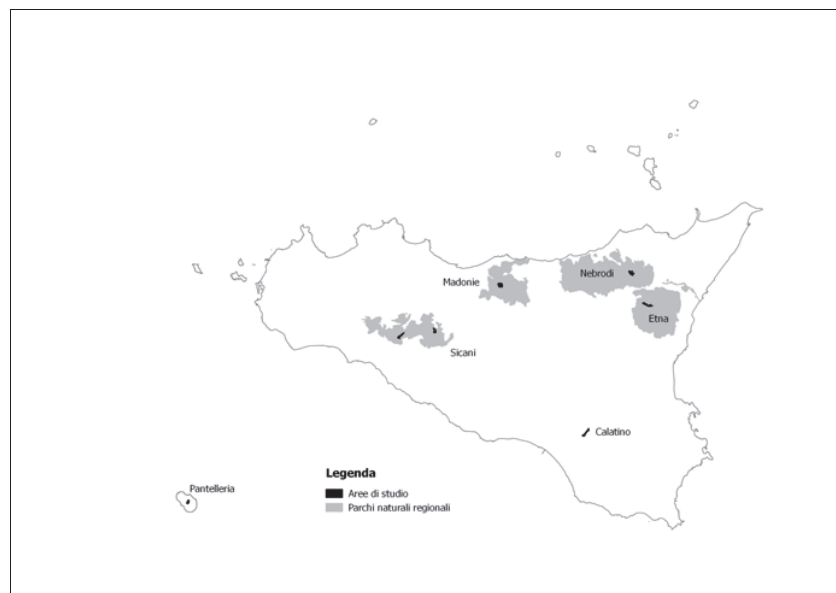 Nebrodi
Madonie
Etna
Sicani
Calatino
Pantelleria
Legenda
Aree di studio
Parchi naturali regionali